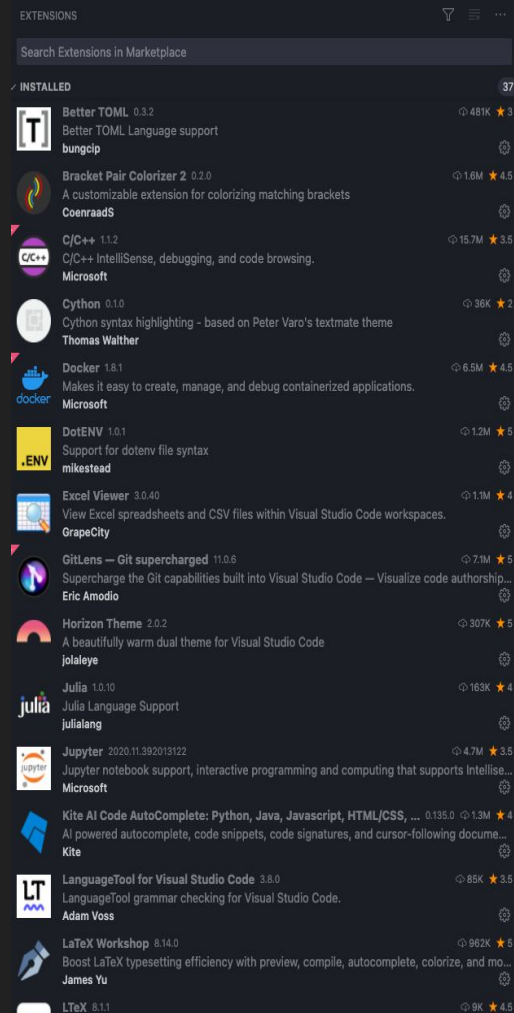 EXTENSIONS
Search Extensions in Marketplace
INSTALLED 37
[T] Better TOML 0.3.2 481K 3
Better TOML Language support
bungcip
Bracket Pair Colorizer 2 0.2.0 1.6M 4.5
A customizable extension for colorizing matching brackets
CoenraadS
C/C++ 1.1.2 15.7M 3.5
C/C++ C/C++ IntelliSense, debugging, and code browsing.
Microsoft
Cython 0.1.0 36K 2
Cython syntax highlighting - based on Peter Varo's textmate theme
Thomas Walther
Docker 1.8.1 6.5M 4.5
Makes it easy to create, manage, and debug containerized applications.
docker Microsoft
DotENV 1.0.1 1.2M 5
Support for dotenv file syntax
.ENV mikestead
Excel Viewer 3.0.40 1.1M 4
View Excel spreadsheets and CSV files within Visual Studio Code workspaces.
GrapeCity
GitLens — Git supercharged 11.0.6 7.1M 5
Supercharge the Git capabilities built into Visual Studio Code — Visualize code authorship...
Eric Amodio
Horizon Theme 2.0.2 307K 5
A beautifully warm dual theme for Visual Studio Code
jolaleye
Julia 1.0.10 163K 4
julia Julia Language Support
julialang
Jupyter 2020.11.392013122 4.7M 3.5
jupyter Jupyter notebook support, interactive programming and computing that supports Intellise...
Microsoft
Kite AI Code AutoComplete: Python, Java, Javascript, HTML/CSS, ... 0.135.0 1.3M 4
AI powered autocomplete, code snippets, code signatures, and cursor-following docume...
Kite
LanguageTool for Visual Studio Code 3.8.0 85K 3.5
LT LanguageTool grammar checking for Visual Studio Code.
Adam Voss
LaTeX Workshop 8.14.0 962K 5
Boost LaTeX typesetting efficiency with preview, compile, autocomplete, colorize, and mo...
James Yu
LTeX 8.1.1 9K 4.5